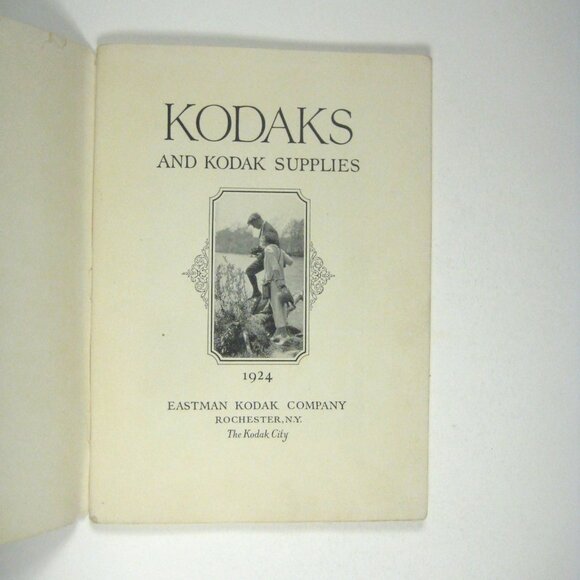 KODAKS
AND KODAK SUPPLIES
1924
EASTMAN KODAK COMPANY
ROCHESTER, N.Y.
The Kodak City